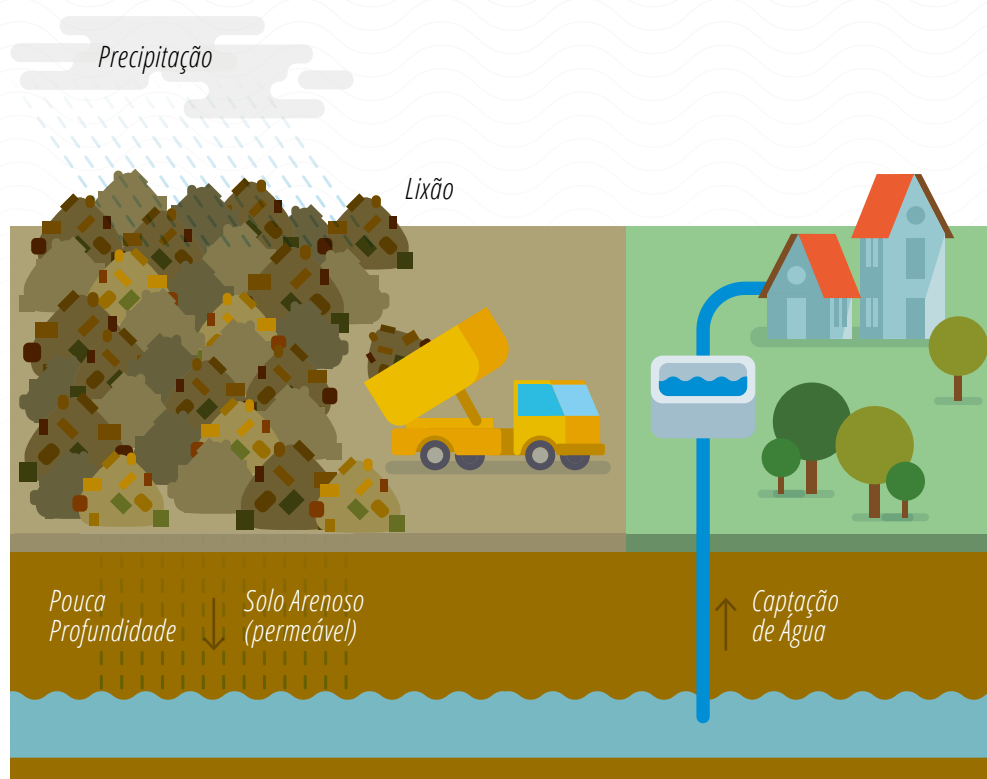 Precipitação
Lixão
Pouca
Profundidade
Solo Arenoso
(permeável)
Captação
de Água